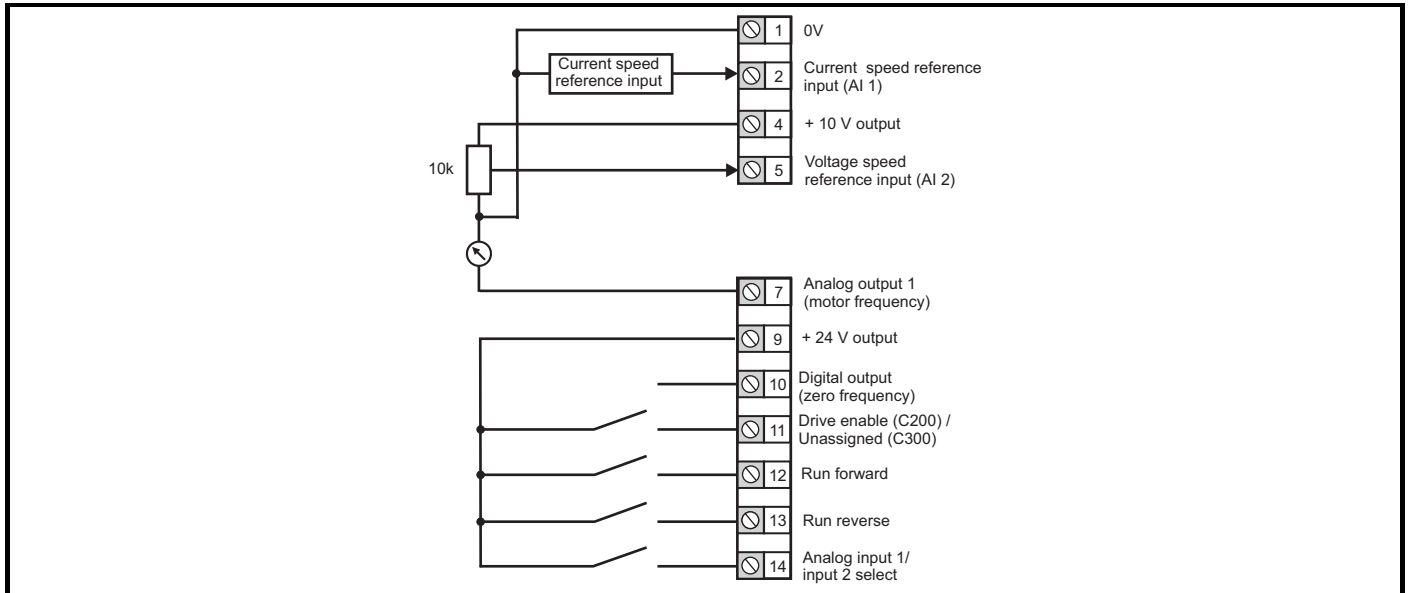 1 0V
Current speed
reference input
2 Current speed reference
input (AI 1)
4 + 10 V output
10k
5 Voltage speed
reference input (AI 2)
7 Analog output 1
(motor frequency)
9 + 24 V output
10 Digital output
(zero frequency)
11 Drive enable (C200) /
Unassigned (C300)
12 Run forward
13 Run reverse
14 Analog input 1/
input 2 select